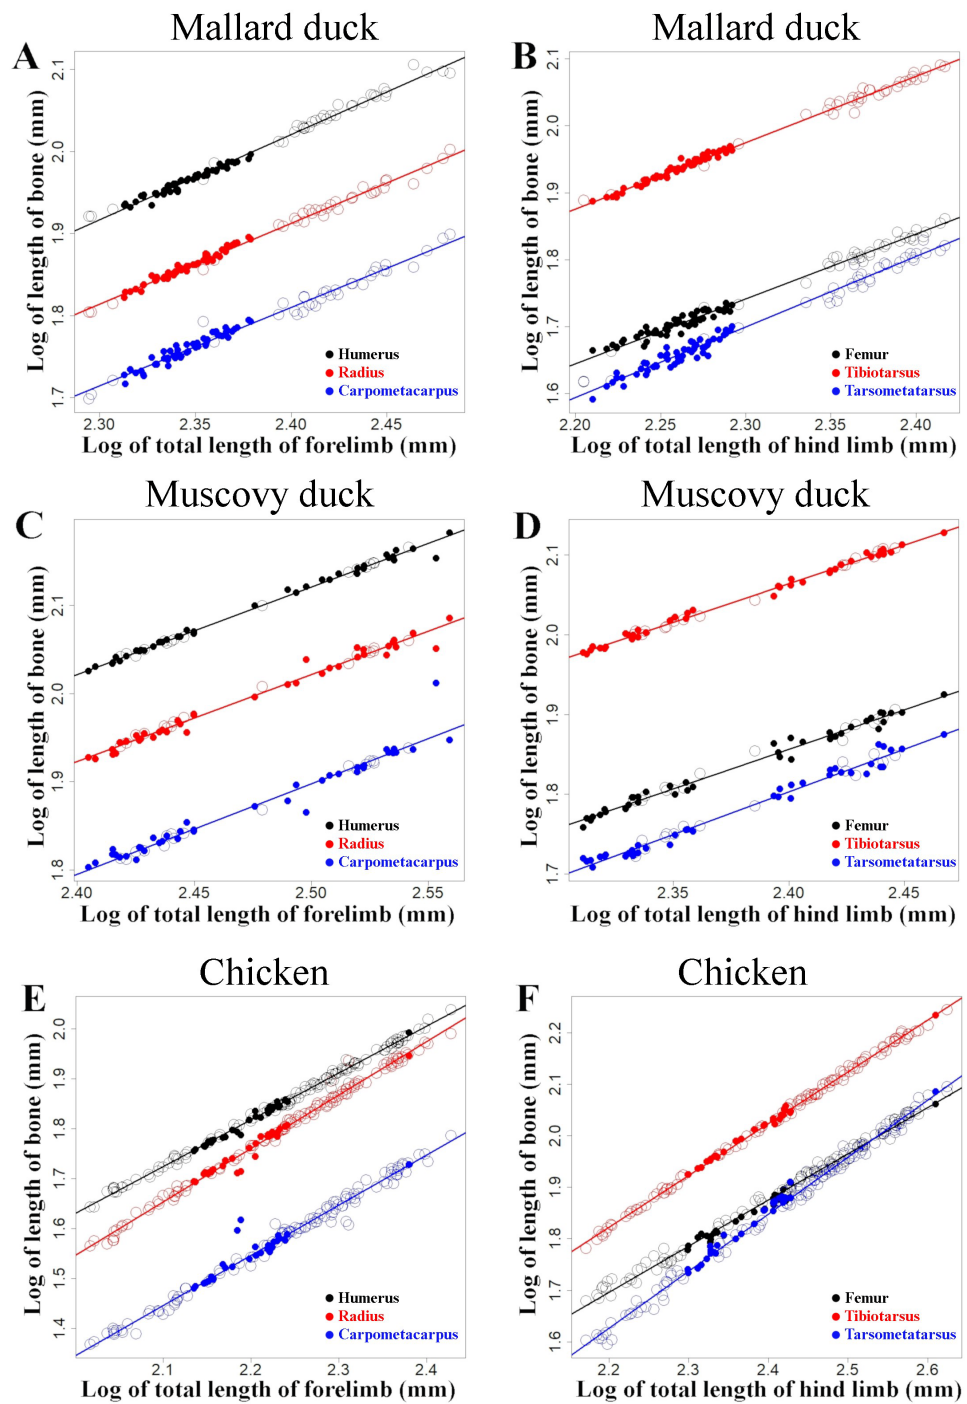 Mallard duck
A
Log of length of bone (mm)
2.1
2.0
1.9
1.8
1.7
Humerus
Radius
Carpometacarpus
2.30
2.35
2.40
2.45
Log of total length of forelimb (mm)
Mallard duck
B
Log of length of bone (mm)
2.1
2.0
1.9
1.8
1.7
1.6
Femur
Tibiotarsus
Tarsometatarsus
2.20
2.25
2.30
2.35
2.40
Log of total length of hind limb (mm)
Muscovy duck
C
Log of length of bone (mm)
2.1
2.0
1.9
1.8
Humerus
Radius
Carpometacarpus
2.40
2.45
2.50
2.55
Log of total length of forelimb (mm)
Muscovy duck
D
Log of length of bone (mm)
2.1
2.0
1.9
1.8
1.7
Femur
Tibiotarsus
Tarsometatarsus
2.35
2.40
2.45
Log of total length of hind limb (mm)
Chicken
E
Log of length of bone (mm)
2.0
1.9
1.8
1.7
1.6
1.5
1.4
Humerus
Radius
Carpometacarpus
2.1
2.2
2.3
2.4
Log of total length of forelimb (mm)
Chicken
F
Log of length of bone (mm)
2.2
2.1
2.0
1.9
1.8
1.7
1.6
Femur
Tibiotarsus
Tarsometatarsus
2.2
2.3
2.4
2.5
2.6
Log of total length of hind limb (mm)